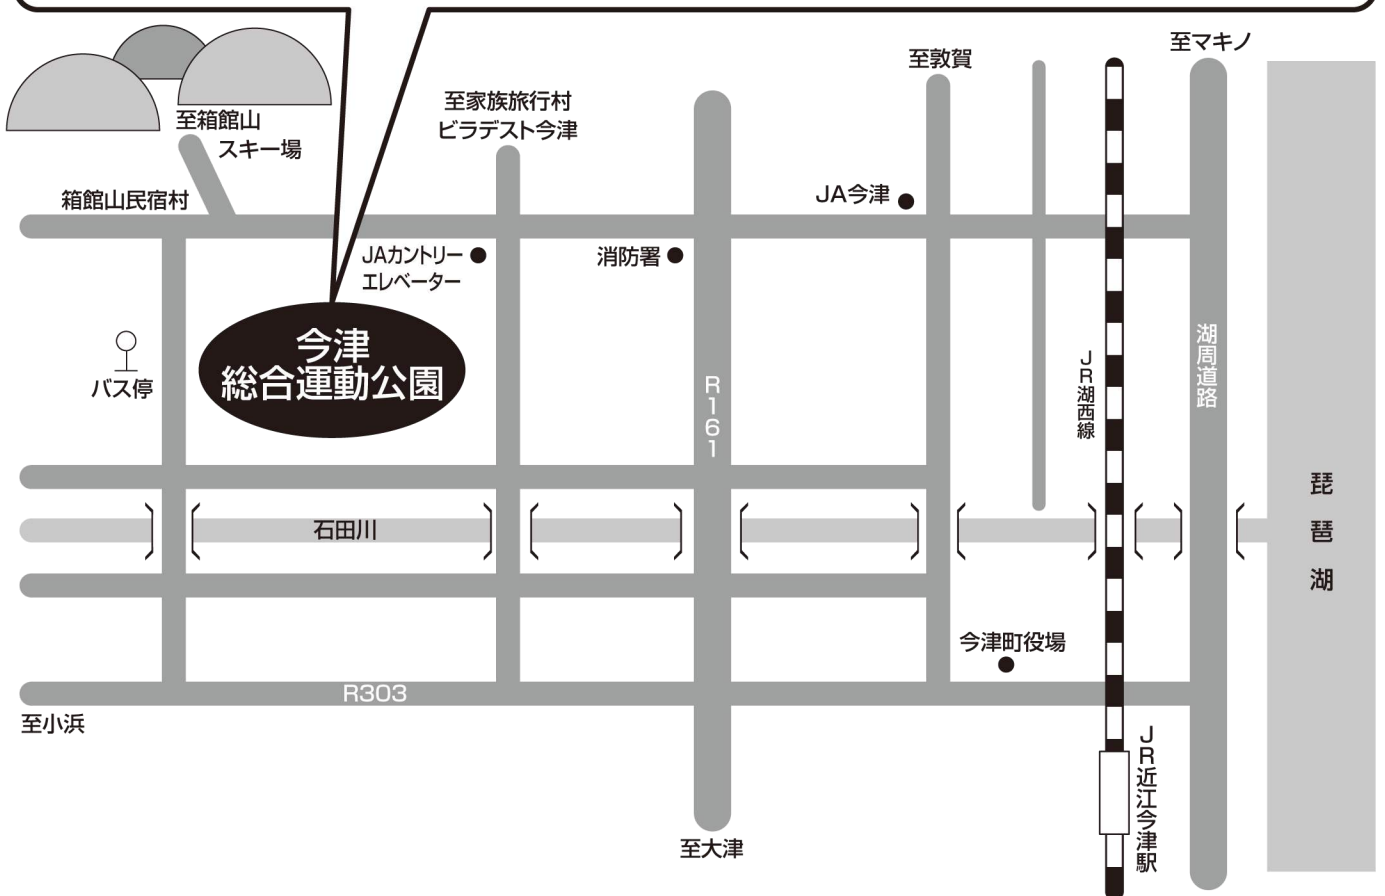 至マキノ
至敦賀
至家族旅行村
ビラデスト今津
至箱館山
スキー場
箱館山民宿村
JA今津
JAカントリー
エレベーター
消防署
今津
総合運動公園
バス停
R161
JR湖西線
湖周道路
琵琶湖
石田川
今津町役場
R303
至小浜
JR近江今津駅
至大津